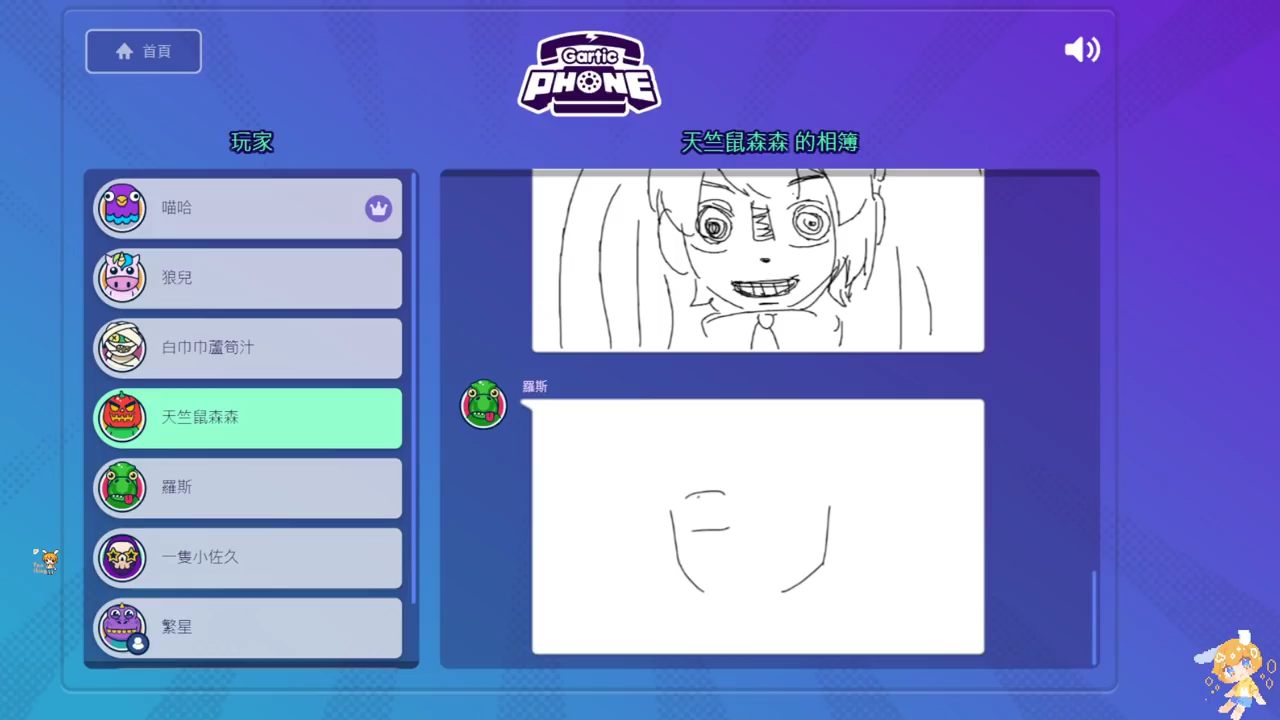 首頁
Gartic
PHONE
玩家
天竺鼠森森 的相簿
喵哈
狼兒
白巾巾蘆筍汁
天竺鼠森森
羅斯
一隻小佐久
繁星
羅斯